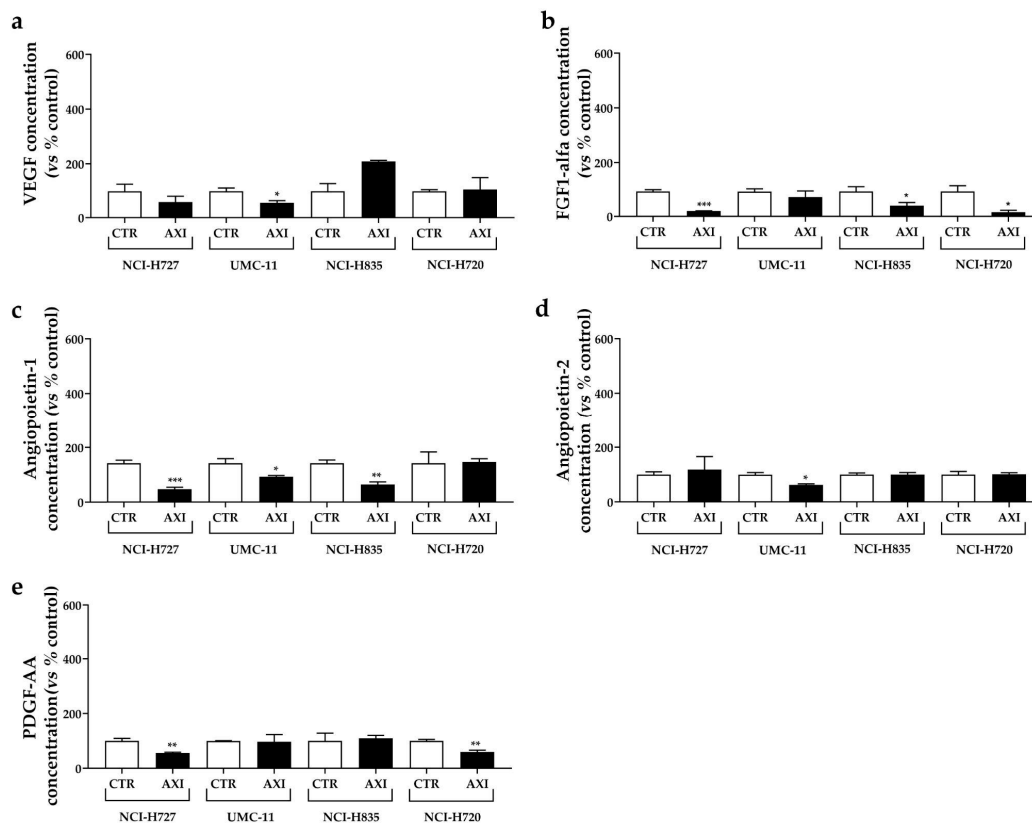 a
VEGF concentration
(vs % control)
600
400
200
0
*
CTR AXI CTR AXI CTR AXI CTR AXI
NCI-H727 UMC-11 NCI-H835 NCI-H720
b
FGF1-alfa concentration
(vs % control)
600
400
200
0
*** * *
CTR AXI CTR AXI CTR AXI CTR AXI
NCI-H727 UMC-11 NCI-H835 NCI-H720
c
Angiopoietin-1
concentration (vs % control)
600
400
200
0
*** * **
CTR AXI CTR AXI CTR AXI CTR AXI
NCI-H727 UMC-11 NCI-H835 NCI-H720
d
Angiopoietin-2
concentration (vs % control)
600
400
200
0
*
CTR AXI CTR AXI CTR AXI CTR AXI
NCI-H727 UMC-11 NCI-H835 NCI-H720
e
PDGF-AA
concentration(vs % control)
600
400
200
0
** **
CTR AXI CTR AXI CTR AXI CTR AXI
NCI-H727 UMC-11 NCI-H835 NCI-H720